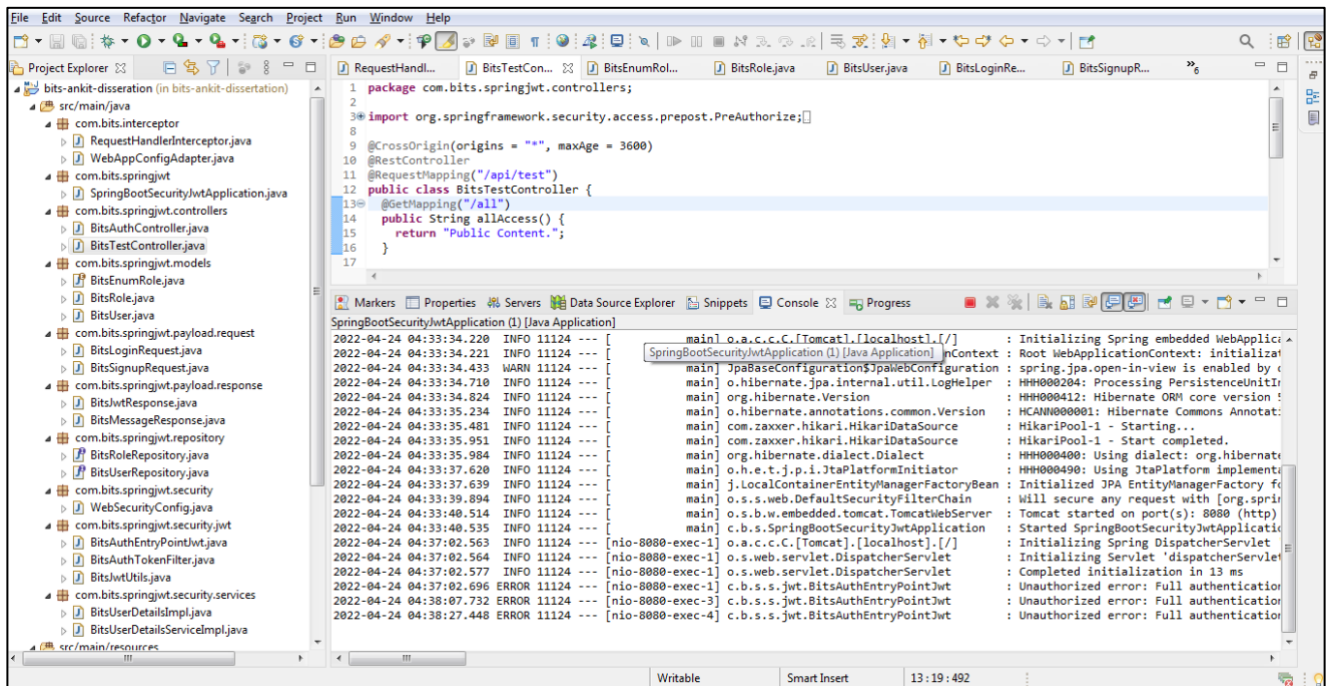 File Edit Source Refactor Navigate Search Project Run Window Help
Project Explorer
bits-ankit-disseration (in bits-ankit-dissertation)
src/main/java
com.bits.interceptor
RequestHandlerInterceptor.java
WebAppConfigAdapter.java
com.bits.springjwt
SpringBootSecurityJwtApplication.java
com.bits.springjwt.controllers
BitsAuthController.java
BitsTestController.java
com.bits.springjwt.models
BitsEnumRole.java
BitsRole.java
BitsUser.java
com.bits.springjwt.payload.request
BitsLoginRequest.java
BitsSignupRequest.java
com.bits.springjwt.payload.response
BitsJwtResponse.java
BitsMessageResponse.java
com.bits.springjwt.repository
BitsRoleRepository.java
BitsUserRepository.java
com.bits.springjwt.security
WebSecurityConfig.java
com.bits.springjwt.security.jwt
BitsAuthEntryPointJwt.java
BitsAuthTokenFilter.java
BitsJwtUtils.java
com.bits.springjwt.security.services
BitsUserDetailsImpl.java
BitsUserDetailsServiceImpl.java
src/main/resources
RequestHandl... BitsTestCon... BitsEnumRol... BitsRole.java BitsUser.java BitsLoginRe... BitsSignupR... »6
1 package com.bits.springjwt.controllers;
2
3 import org.springframework.security.access.prepost.PreAuthorize;
8
9 @CrossOrigin(origins = "*", maxAge = 3600)
10 @RestController
11 @RequestMapping("/api/test")
12 public class BitsTestController {
13 @GetMapping("/all")
14 public String allAccess() {
15 return "Public Content.";
16 }
17
Markers Properties Servers Data Source Explorer Snippets Console Progress
SpringBootSecurityJwtApplication (1) [Java Application]
2022-04-24 04:33:34.220 INFO 11124 --- [ main] o.a.c.c.C.[Tomcat].[localhost].[/] : Initializing Spring embedded WebApplica
SpringBootSecurityJwtApplication (1) [Java Application]
2022-04-24 04:33:34.221 INFO 11124 --- [ nContext : Root WebApplicationContext: initializat
2022-04-24 04:33:34.433 WARN 11124 --- [ main] JpaBaseConfiguration$JpaWebConfiguration : spring.jpa.open-in-view is enabled by
2022-04-24 04:33:34.710 INFO 11124 --- [ main] o.hibernate.jpa.internal.util.LogHelper : HHH000204: Processing PersistenceUnitIn
2022-04-24 04:33:34.824 INFO 11124 --- [ main] org.hibernate.Version : HHH000412: Hibernate ORM core version 5
2022-04-24 04:33:35.234 INFO 11124 --- [ main] o.hibernate.annotations.common.Version : HCANN000001: Hibernate Commons Annotat
2022-04-24 04:33:35.481 INFO 11124 --- [ main] com.zaxxer.hikari.HikariDataSource : HikariPool-1 - Starting...
2022-04-24 04:33:35.951 INFO 11124 --- [ main] com.zaxxer.hikari.HikariDataSource : HikariPool-1 - Start completed.
2022-04-24 04:33:35.984 INFO 11124 --- [ main] org.hibernate.dialect.Dialect : HHH000400: Using dialect: org.hibernate
2022-04-24 04:33:37.620 INFO 11124 --- [ main] o.h.e.t.j.p.i.JtaPlatformInitiator : HHH000490: Using JtaPlatform implementa
2022-04-24 04:33:37.639 INFO 11124 --- [ main] j.LocalContainerEntityManagerFactoryBean : Initialized JPA EntityManagerFactory fo
2022-04-24 04:33:39.894 INFO 11124 --- [ main] o.s.s.web.DefaultSecurityFilterChain : Will secure any request with [org.sprin
2022-04-24 04:33:40.514 INFO 11124 --- [ main] o.s.b.w.embedded.tomcat.TomcatWebServer : Tomcat started on port(s): 8080 (http)
2022-04-24 04:33:40.535 INFO 11124 --- [ main] c.b.s.SpringBootSecurityJwtApplication : Started SpringBootSecurityJwtApplicatio
2022-04-24 04:37:02.563 INFO 11124 --- [nio-8080-exec-1] o.a.c.c.C.[Tomcat].[localhost].[/] : Initializing Spring DispatcherServlet
2022-04-24 04:37:02.564 INFO 11124 --- [nio-8080-exec-1] o.s.web.servlet.DispatcherServlet : Initializing Servlet 'dispatcherServlet
2022-04-24 04:37:02.577 INFO 11124 --- [nio-8080-exec-1] o.s.web.servlet.DispatcherServlet : Completed initialization in 13 ms
2022-04-24 04:37:02.696 ERROR 11124 --- [nio-8080-exec-1] c.b.s.s.jwt.BitsAuthEntryPointJwt : Unauthorized error: Full authentication
2022-04-24 04:38:07.732 ERROR 11124 --- [nio-8080-exec-3] c.b.s.s.jwt.BitsAuthEntryPointJwt : Unauthorized error: Full authentication
2022-04-24 04:38:27.448 ERROR 11124 --- [nio-8080-exec-4] c.b.s.s.jwt.BitsAuthEntryPointJwt : Unauthorized error: Full authentication
Writable Smart Insert 13 : 19 : 492